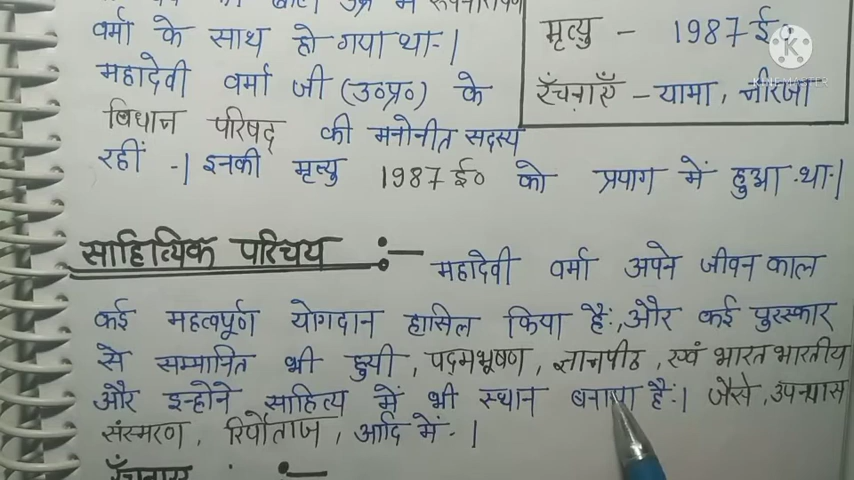 वर्मा के साथ हो गया था।
महादेवी वर्मा जी (उ०प्र०) के
विधान परिषद् की मनोनीत सदस्य
रहीं -। इनकी मृत्यु 1987 ई० को प्रयाग में हुआ था।
मृत्यु - 1987 ई०
रचनाएँ - यामा, नीरजा
KINEMASTER
साहित्यिक परिचय :- महादेवी वर्मा अपने जीवन काल
कई महत्वपूर्ण योगदान हासिल किया है, और कई पुरस्कार
से सम्मानित भी हुयी, पदमभूषण, ज्ञानपीठ, एवं भारत भारतीय
और इन्होने साहित्य में भी स्थान बनाया है। जैसे, उपन्यास
संस्मरण, रिर्पोताज, आदि में -।